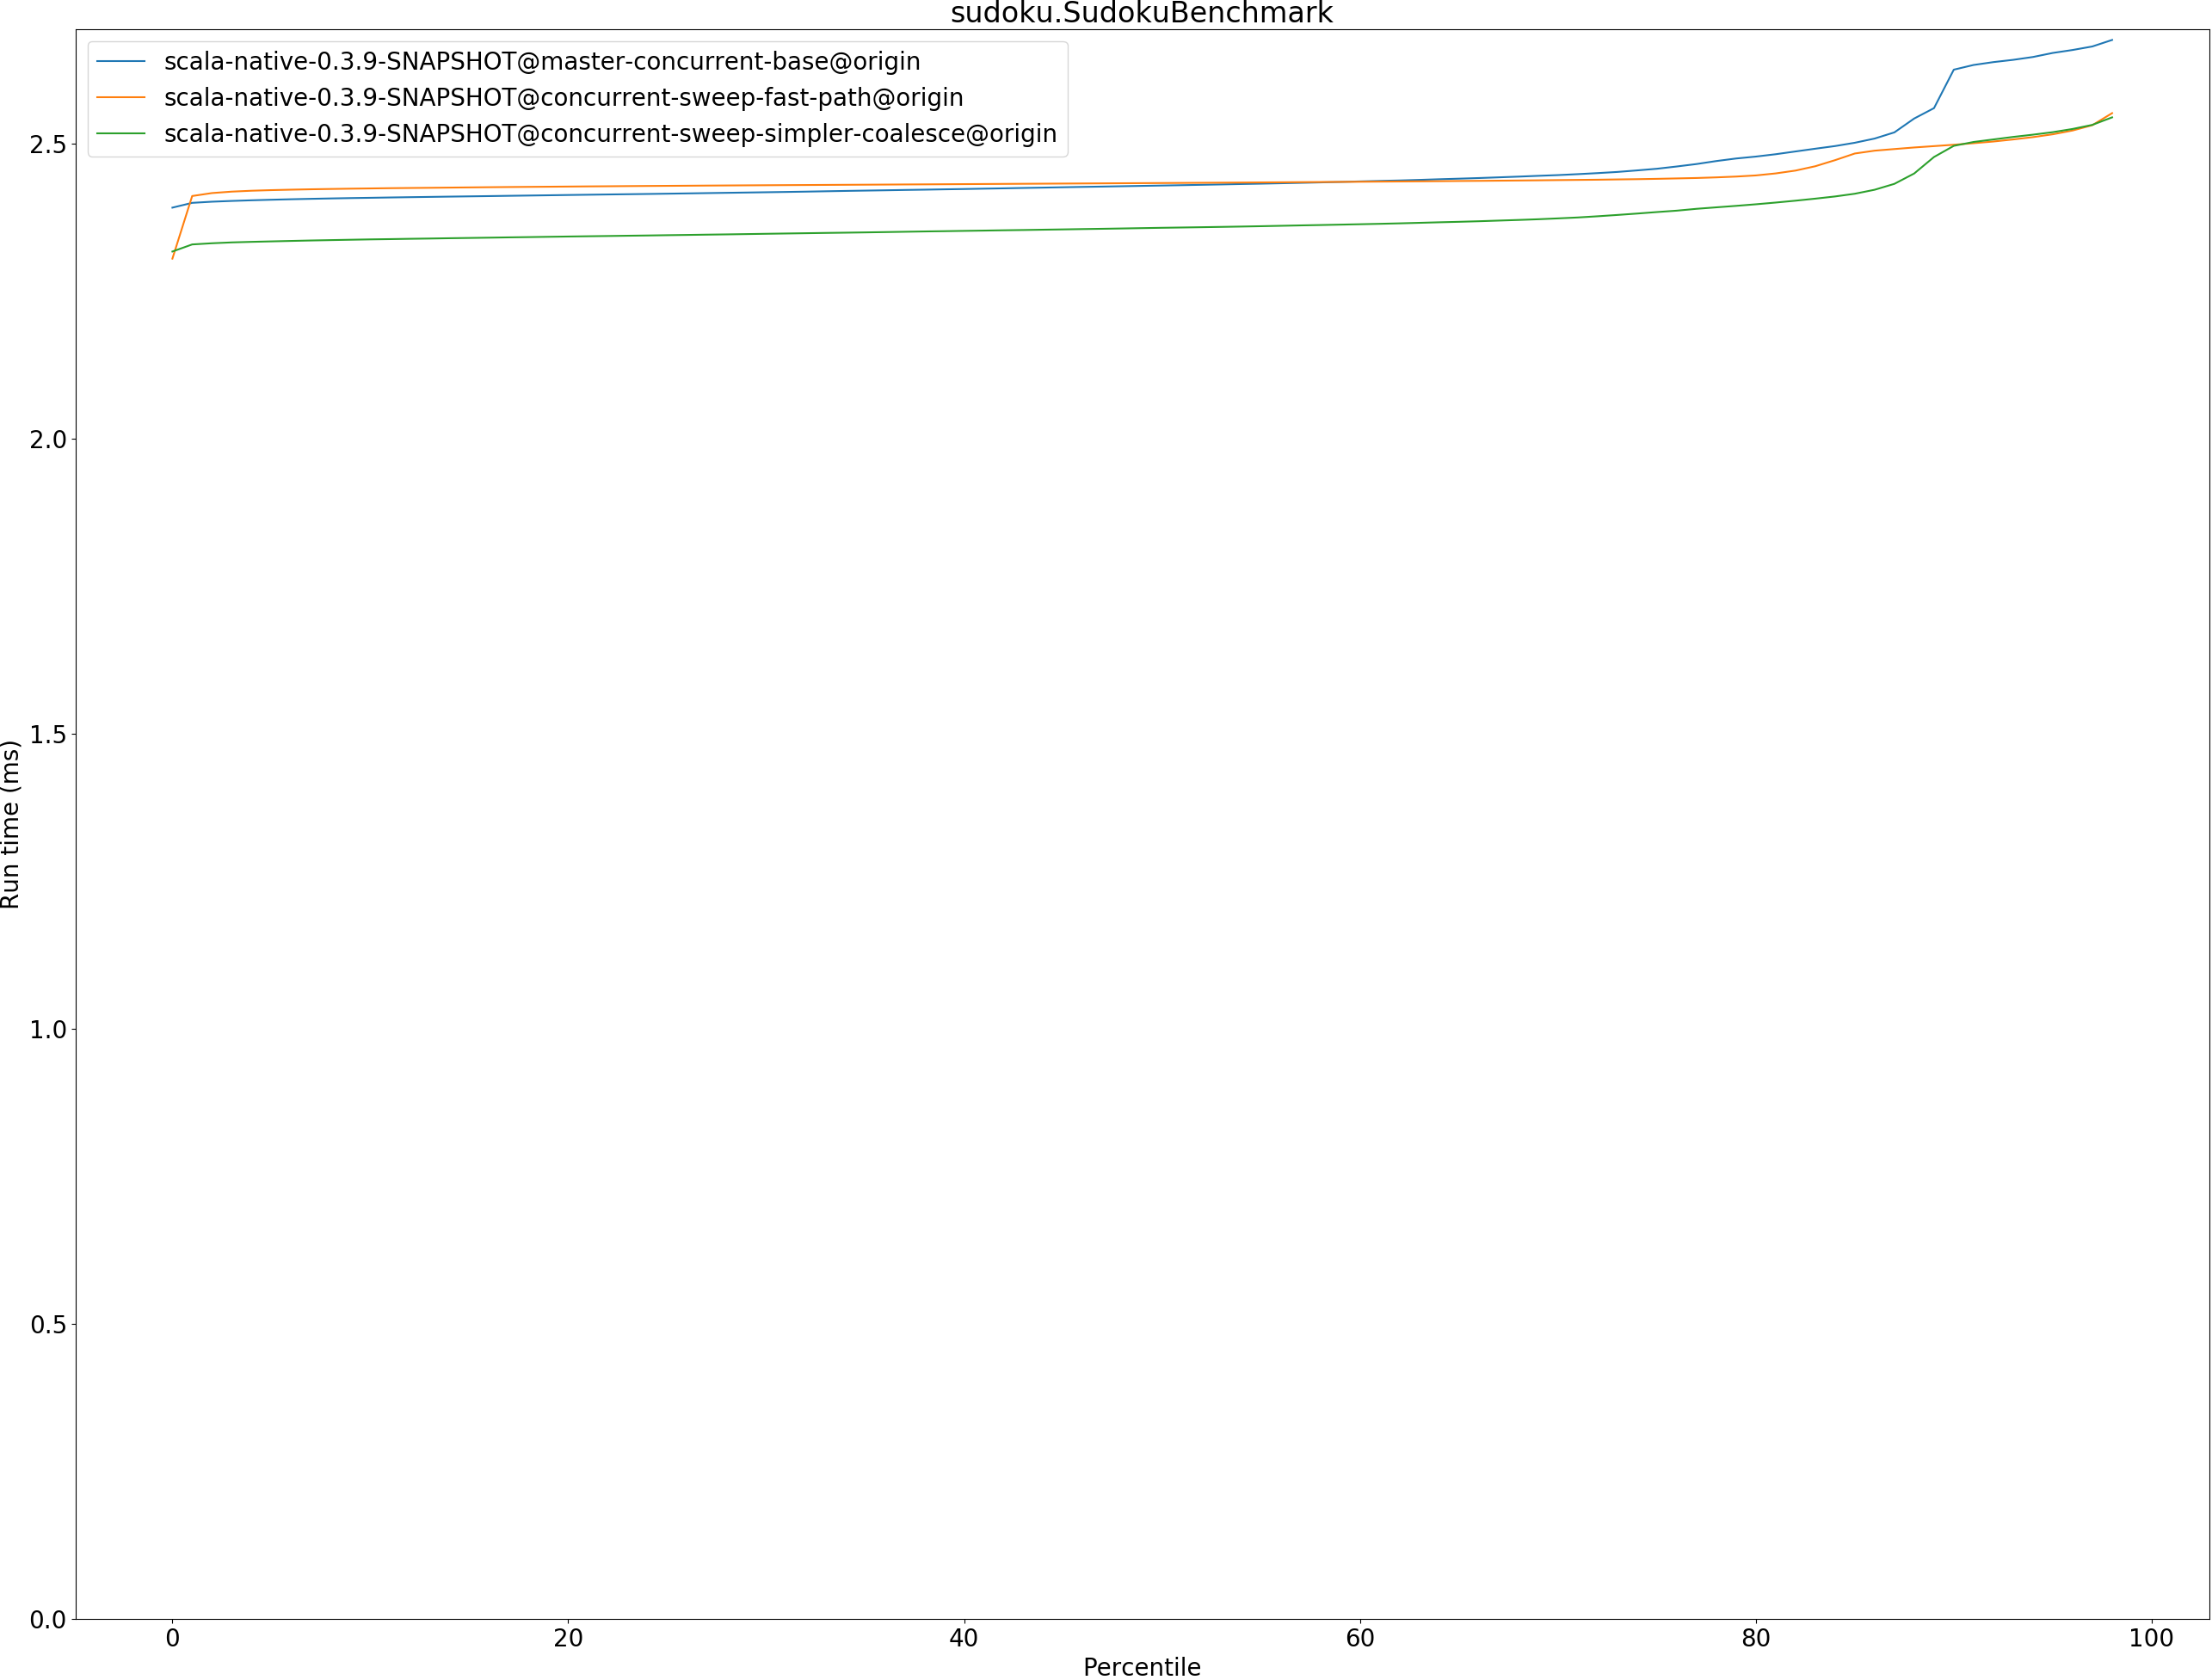 sudoku.SudokuBenchmark
scala-native-0.3.9-SNAPSHOT@master-concurrent-base@origin
scala-native-0.3.9-SNAPSHOT@concurrent-sweep-fast-path@origin
scala-native-0.3.9-SNAPSHOT@concurrent-sweep-simpler-coalesce@origin
2.5
2.0
1.5
1.0
0.5
0.0
Run time (ms)
0 20 40 60 80 100
Percentile